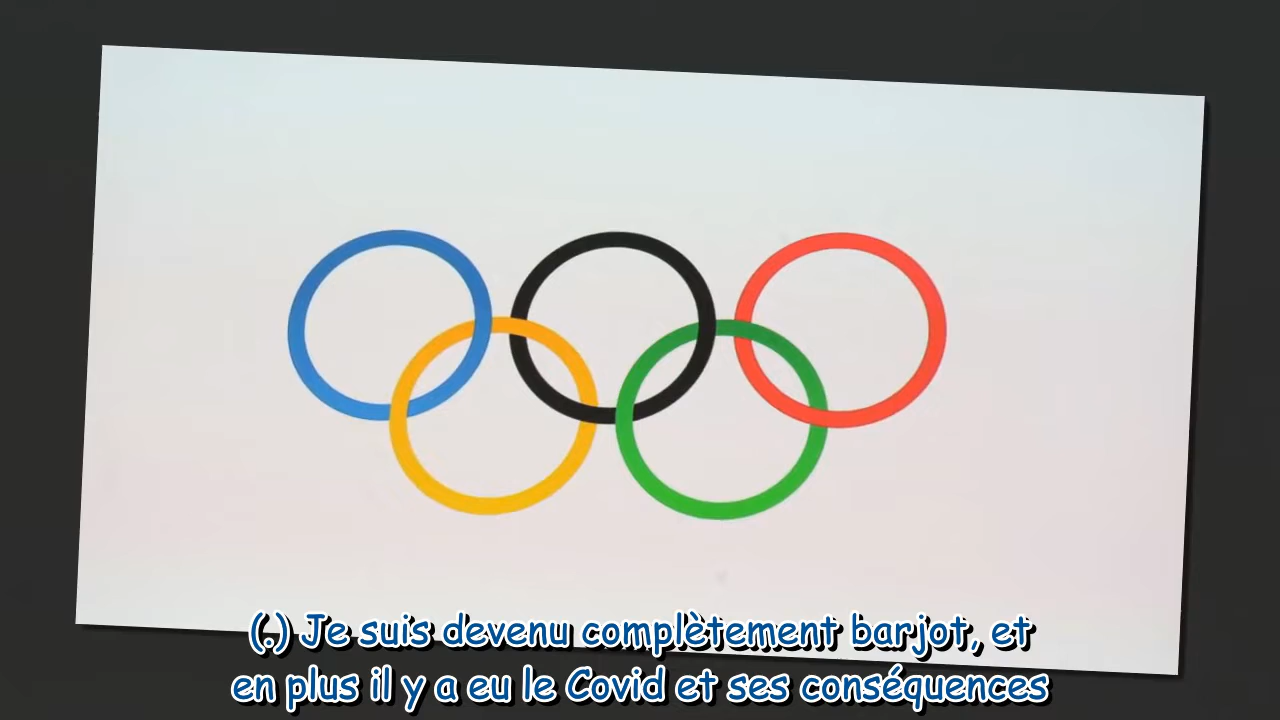 (.) Je suis devenu complètement barjot, et
en plus il y a eu le Covid et ses conséquences